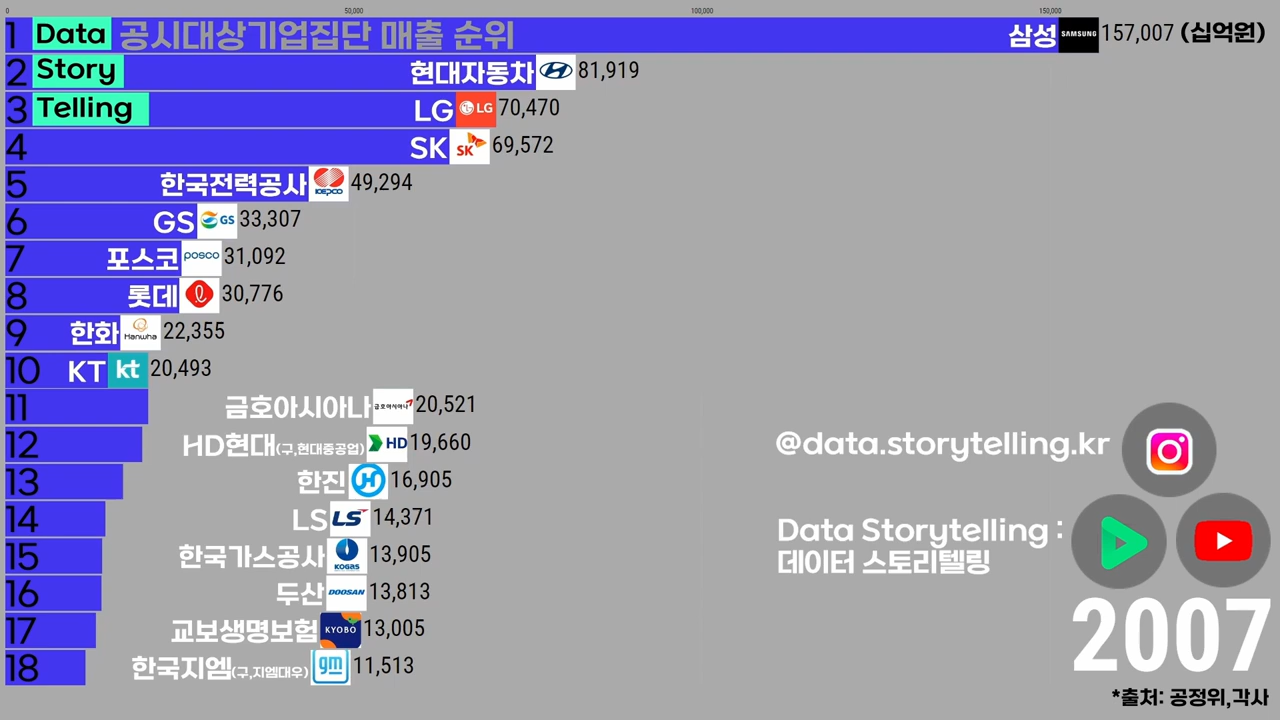 0 50,000 100,000 150,000
1 Data 공시대상기업집단 매출 순위 삼성 SAMSUNG 157,007 (십억원)
2 Story 현대자동차 81,919
3 Telling LG LG 70,470
4 SK SK 69,572
5 한국전력공사 KEPCO 49,294
6 GS GS 33,307
7 포스코 posco 31,092
8 롯데 30,776
9 한화 Hanwha 22,355
10 KT kt 20,493
11 금호아시아나 금호아시아나 20,521
12 HD현대(구,현대중공업) HD 19,660
13 한진 H 16,905
14 LS LS 14,371
15 한국가스공사 KOGAS 13,905
16 두산 DOOSAN 13,813
17 교보생명보험 KYOBO 13,005
18 한국지엠(구,지엠대우) gm 11,513
@data.storytelling.kr
Data Storytelling :
데이터 스토리텔링
2007
*출처: 공정위,각사